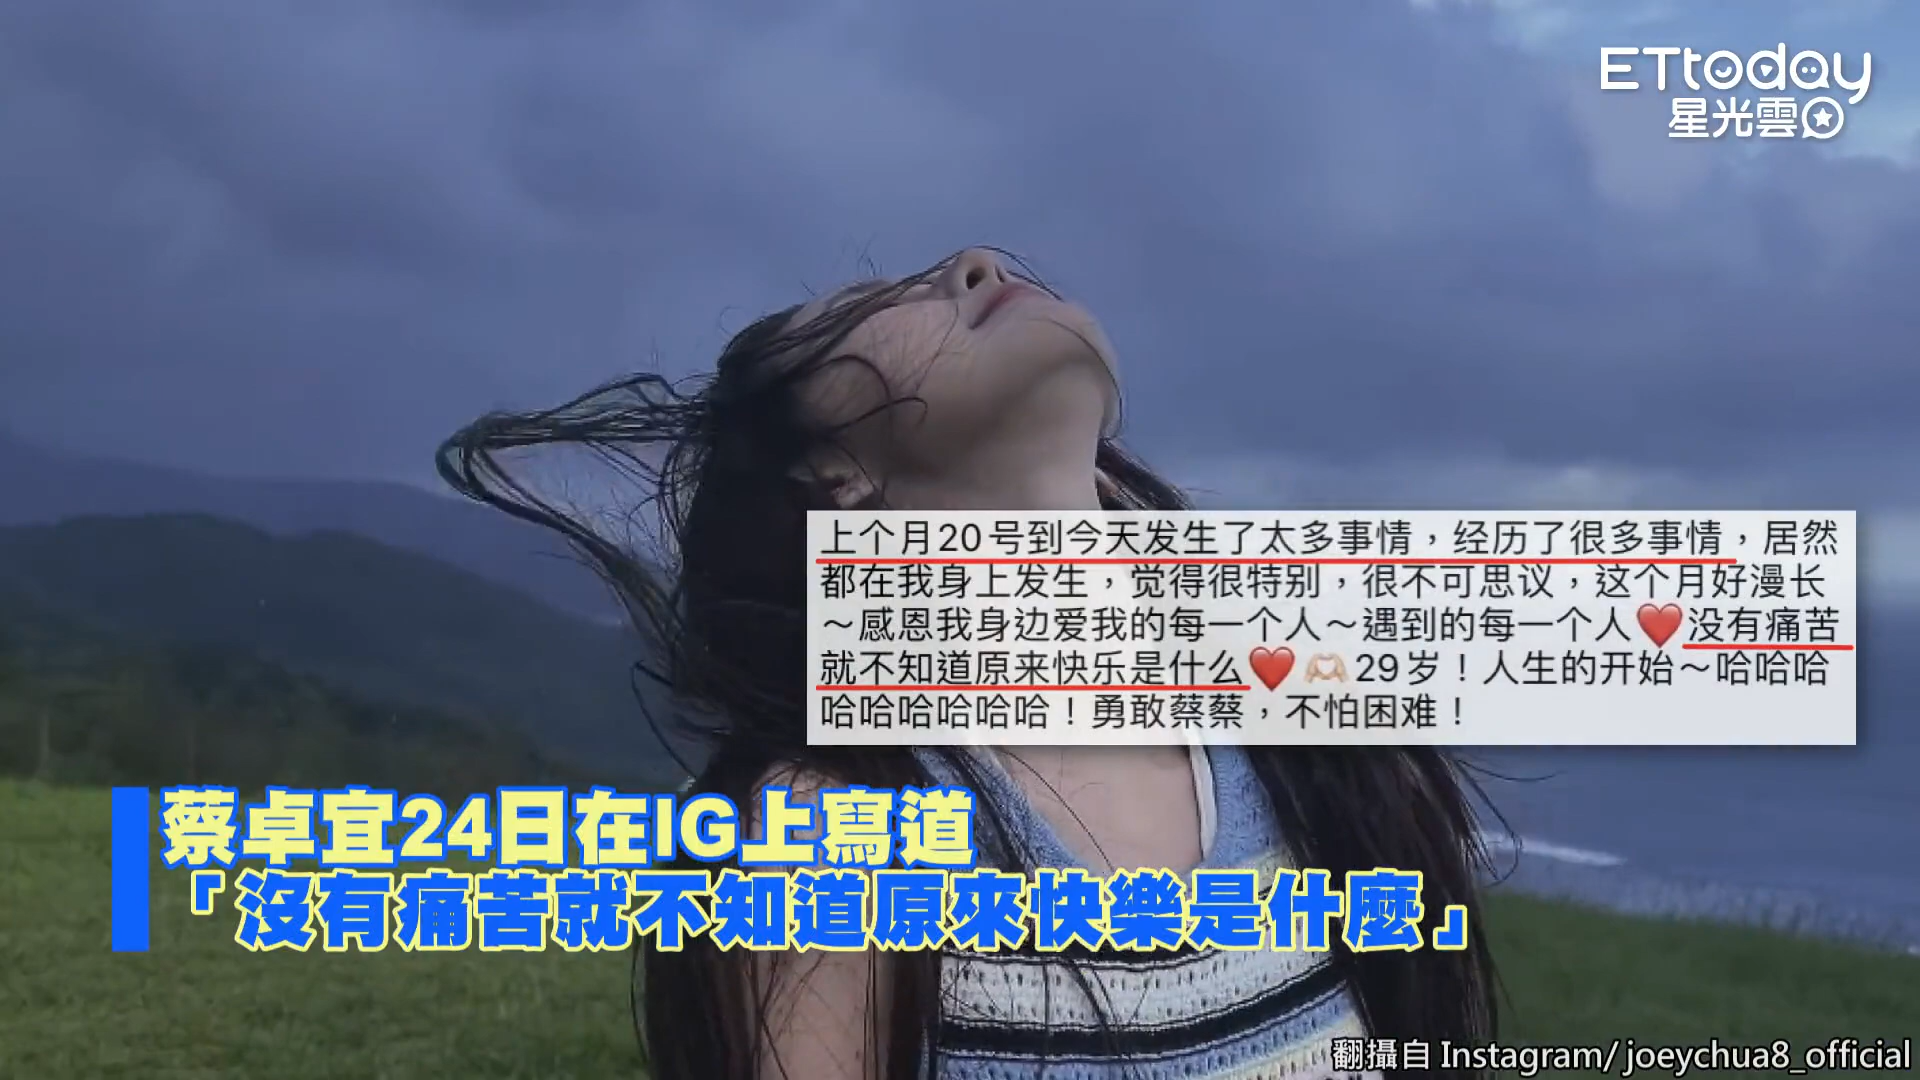 ETtoday
星光雲
上个月20号到今天发生了太多事情，经历了很多事情，居然
都在我身上发生，觉得很特别，很不可思议，这个月好漫长
～感恩我身边爱我的每一个人～遇到的每一个人❤️没有痛苦
就不知道原来快乐是什么❤️🫶🏻29岁！人生的开始～哈哈哈
哈哈哈哈哈哈！勇敢蔡蔡，不怕困难！
蔡卓宜24日在IG上寫道
「沒有痛苦就不知道原來快樂是什麼」
翻攝自 Instagram/ joeychua8_official